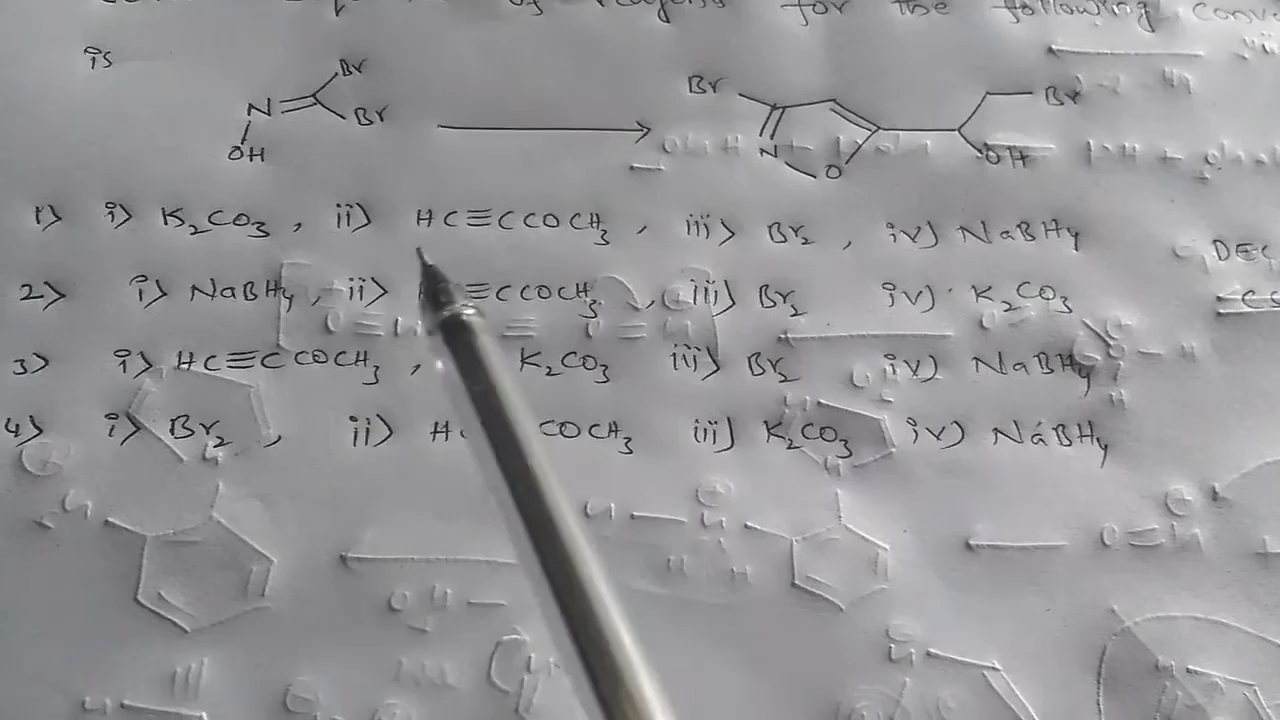 for the following
is
Br
Br
N
Br
Br
OH
N
O
OH
1) i) K₂CO₃, ii) HC≡CCOCH₃, iii) Br₂, iv) NaBH₄
2) i) NaBH₄, ii) ≡CCOCH₃, iii) Br₂ iv) K₂CO₃
3) i) HC≡CCOCH₃, K₂CO₃ iii) Br₂ iv) NaBH₄
4) i) Br₂, ii) H COCH₃ iii) K₂CO₃ iv) NaBH₄